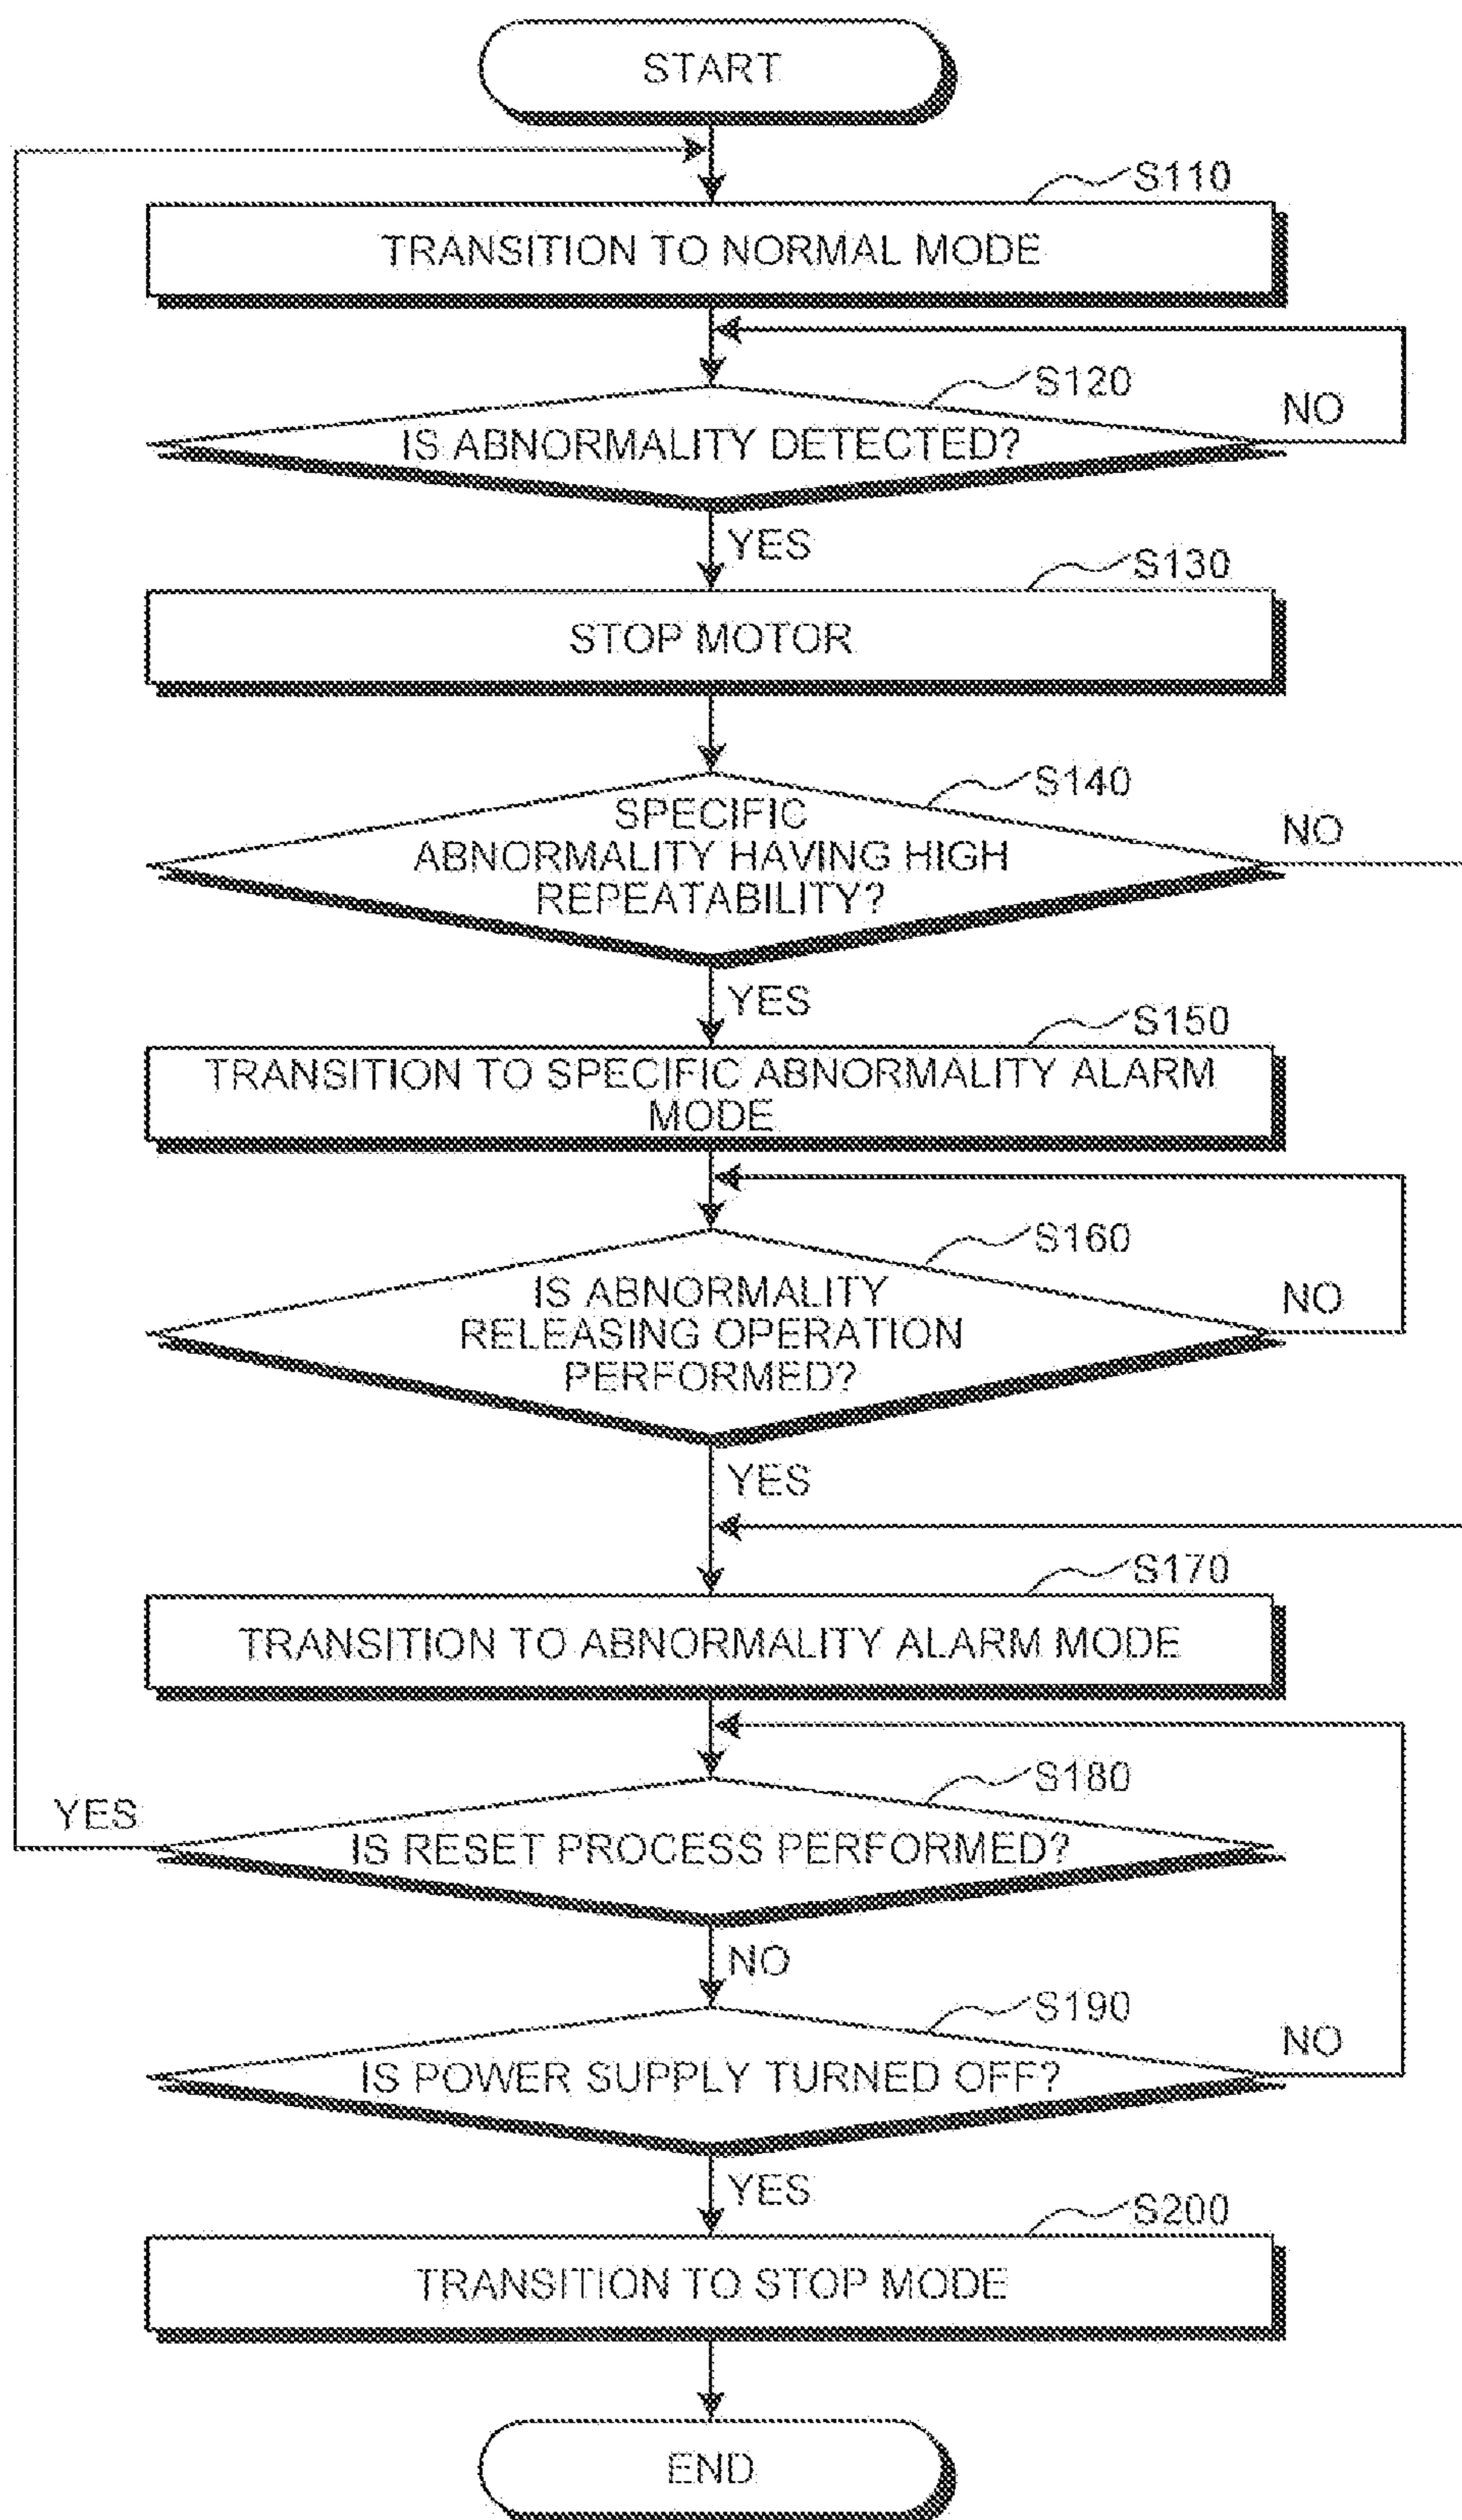 START
S110
TRANSITION TO NORMAL MODE
S120
NO
IS ABNORMALITY DETECTED?
YES
S130
STOP MOTOR
S140
SPECIFIC
ABNORMALITY HAVING HIGH
REPEATABILITY?
NO
YES
S150
TRANSITION TO SPECIFIC ABNORMALITY ALARM
MODE
S160
IS ABNORMALITY
RELEASING OPERATION
PERFORMED?
NO
YES
S170
TRANSITION TO ABNORMALITY ALARM MODE
S180
YES
IS RESET PROCESS PERFORMED?
NO
S190
NO
IS POWER SUPPLY TURNED OFF?
YES
S200
TRANSITION TO STOP MODE
END